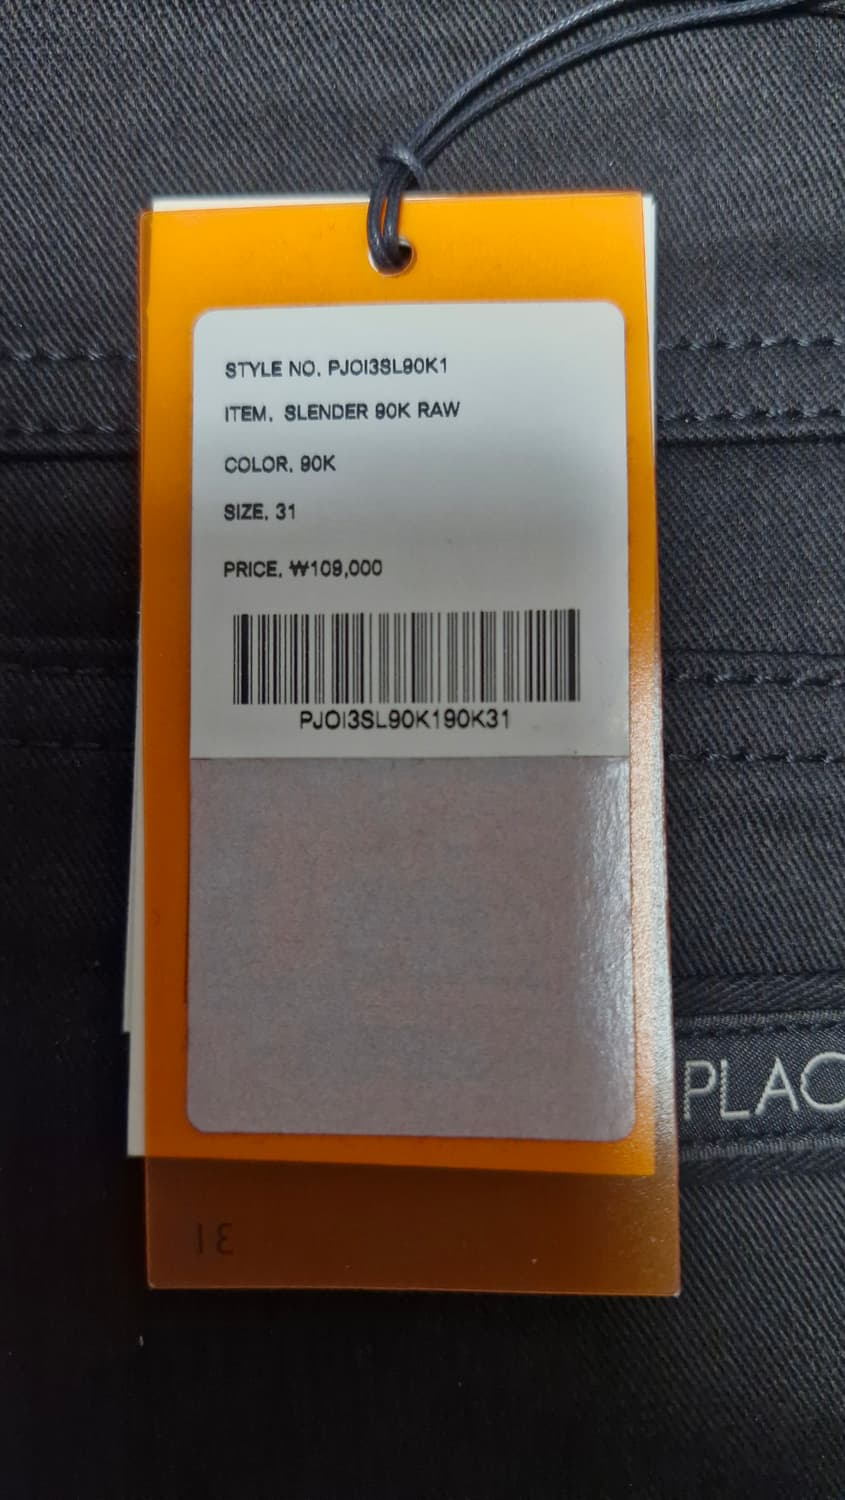 STYLE NO. PJOI3SL90K1
ITEM. SLENDER 90K RAW
COLOR. 90K
SIZE. 31
PRICE. ₩109,000
PJOI3SL90K190K31
PLAC
31